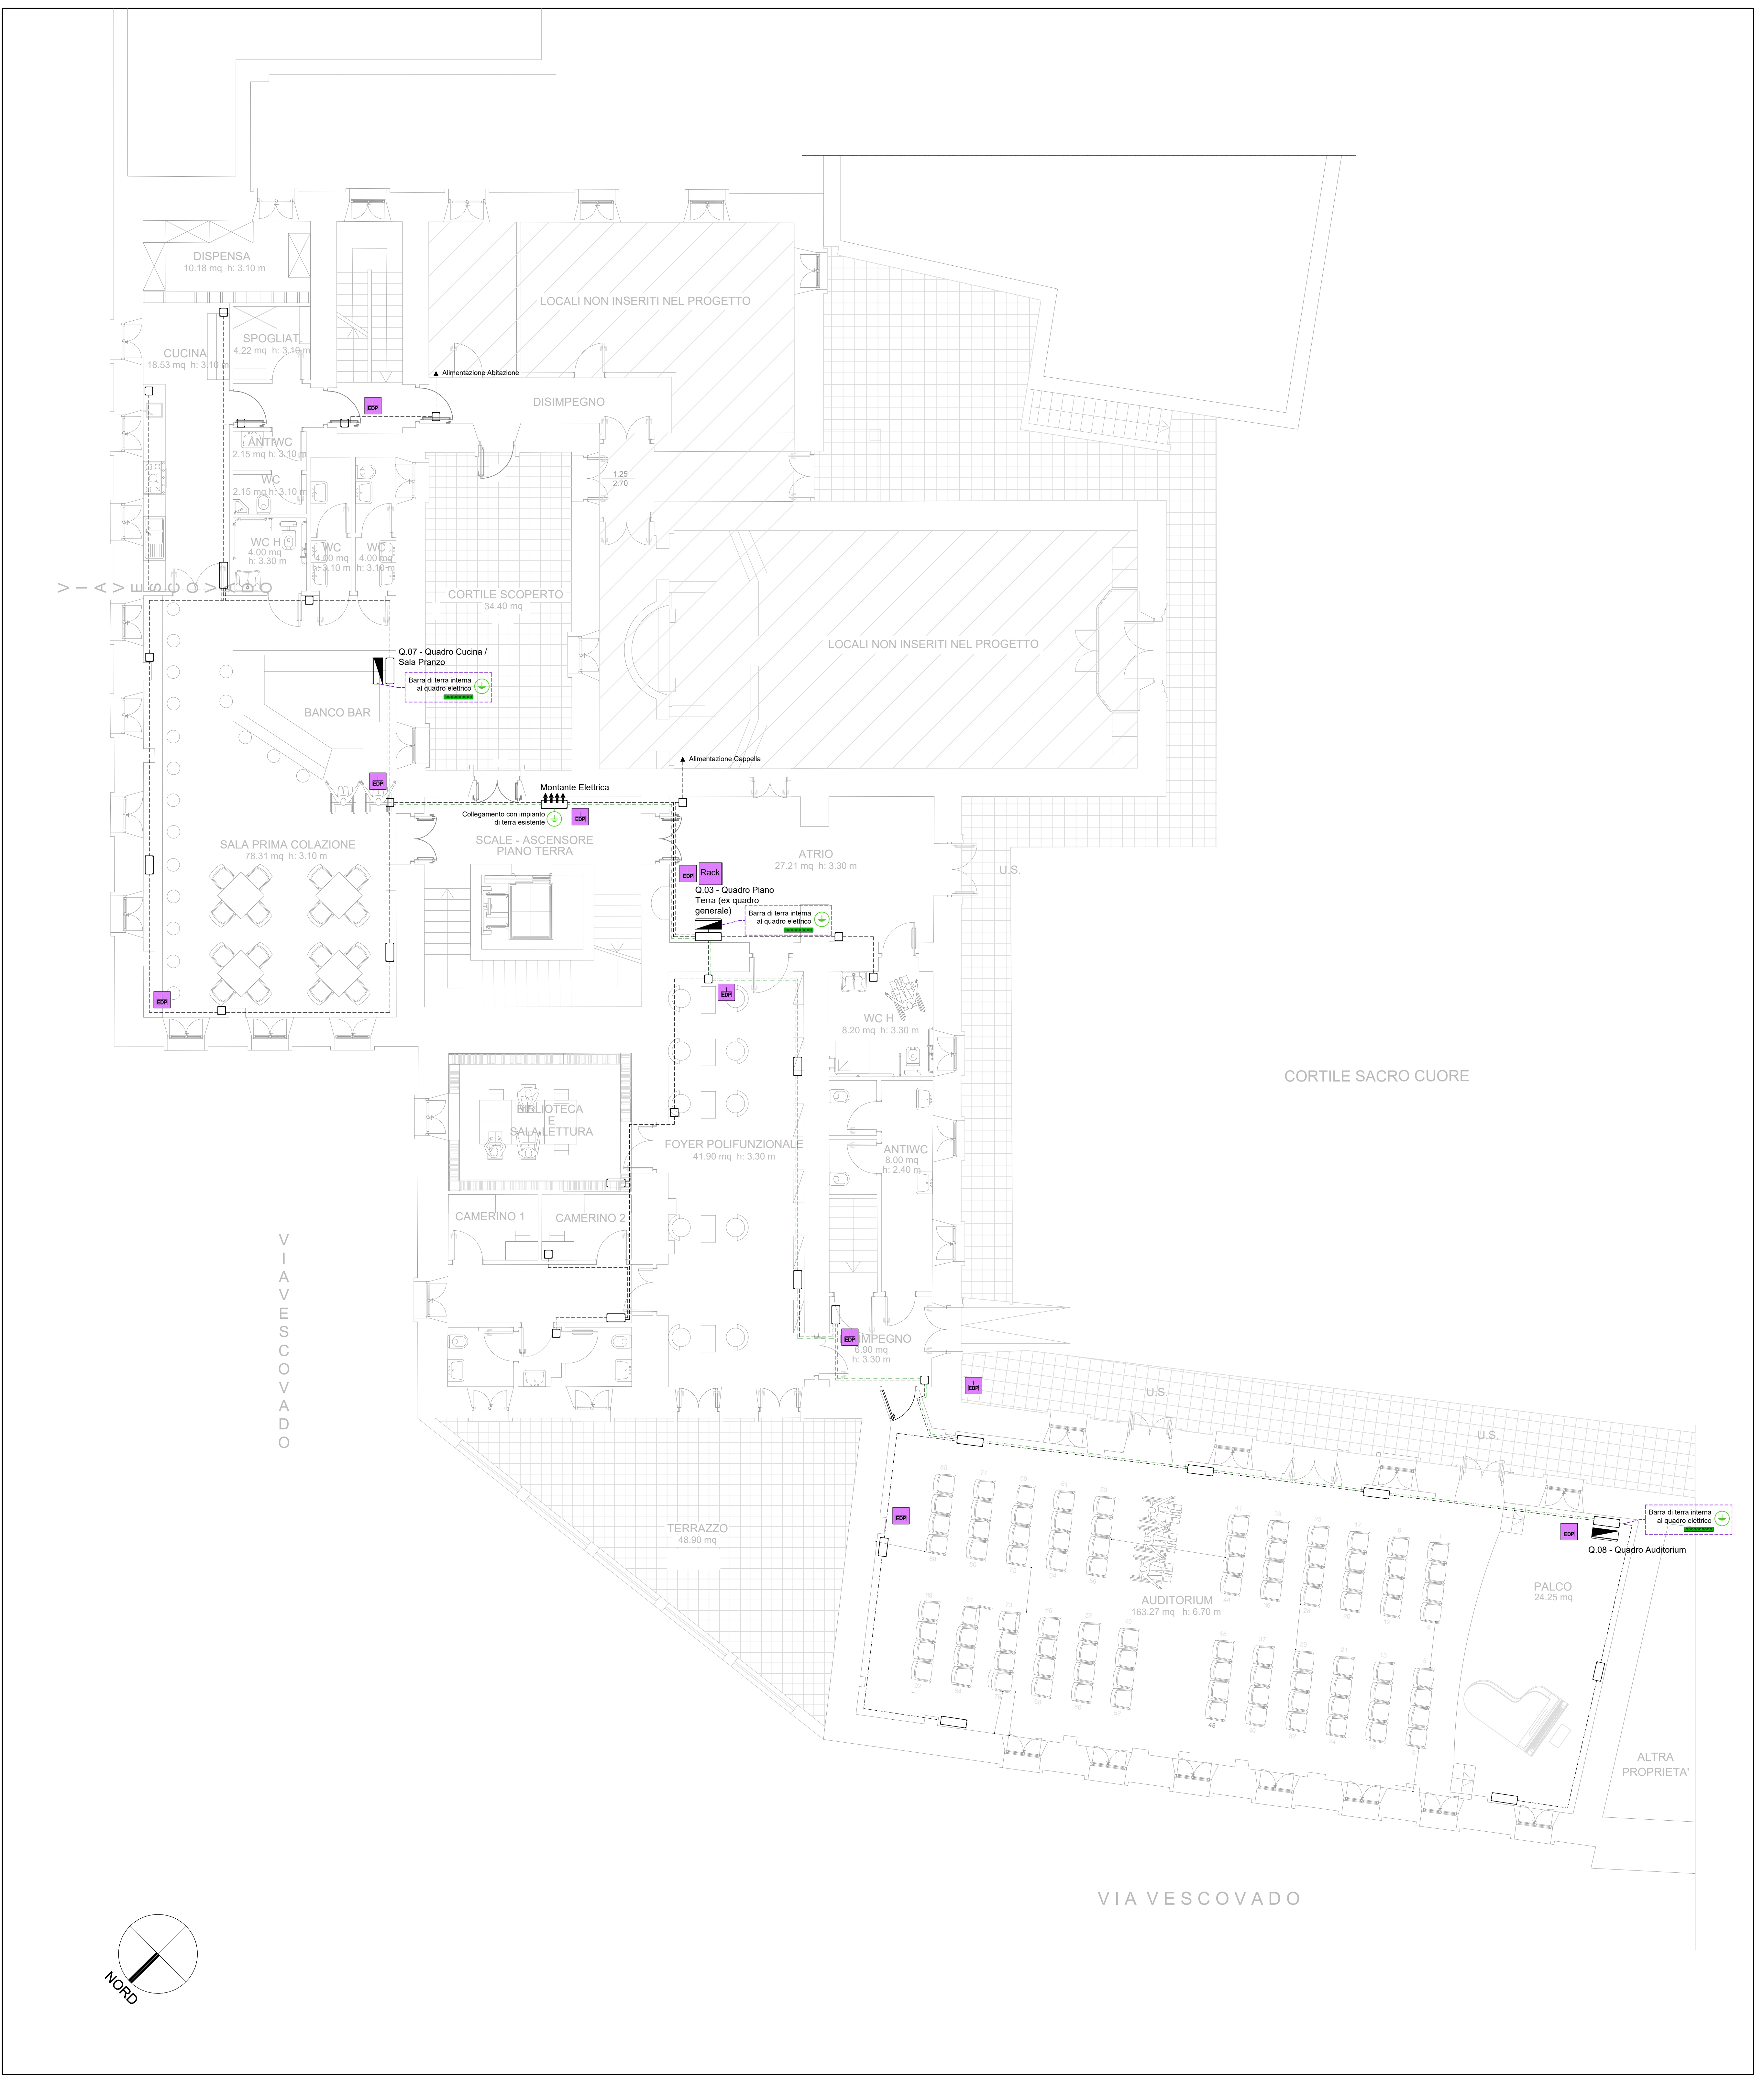 DISPENSA
10.18 mq h: 3.10 m
LOCALI NON INSERITI NEL PROGETTO
SPOGLIAT.
4.22 mq h: 3.10 m
CUCINA
18.53 mq h: 3.10 m
Alimentazione Abitazione
EDP
DISIMPEGNO
ANTIWC
2.15 mq h: 3.10 m
WC
2.15 mq h: 3.10 m
1.25
2.70
WC H
4.00 mq
h: 3.30 m
WC
4.00 mq
h: 3.10 m
WC
4.00 mq
h: 3.10 m
VIA VESCOVADO
CORTILE SCOPERTO
34.40 mq
LOCALI NON INSERITI NEL PROGETTO
Q.07 - Quadro Cucina /
Sala Pranzo
Barra di terra interna
al quadro elettrico
BANCO BAR
Alimentazione Cappella
EDP
Montante Elettrica
Collegamento con impianto
di terra esistente
EDP
SCALE - ASCENSORE
PIANO TERRA
SALA PRIMA COLAZIONE
78.31 mq h: 3.10 m
ATRIO
27.21 mq h: 3.30 m
U.S.
EDP
Rack
Q.03 - Quadro Piano
Terra (ex quadro
generale)
Barra di terra interna
al quadro elettrico
EDP
EDP
WC H
8.20 mq h: 3.30 m
CORTILE SACRO CUORE
BIBLIOTECA
E
SALA LETTURA
FOYER POLIFUNZIONALE
41.90 mq h: 3.30 m
ANTIWC
8.00 mq
h: 2.40 m
CAMERINO 1
CAMERINO 2
V
I
A
V
E
S
C
O
V
A
D
O
EDP
IMPEGNO
6.90 mq
h: 3.30 m
EDP
U.S.
U.S.
EDP
TERRAZZO
48.90 mq
EDP
Barra di terra interna
al quadro elettrico
Q.08 - Quadro Auditorium
AUDITORIUM
163.27 mq h: 6.70 m
PALCO
24.25 mq
48
ALTRA
PROPRIETA'
VIA VESCOVADO
NORD